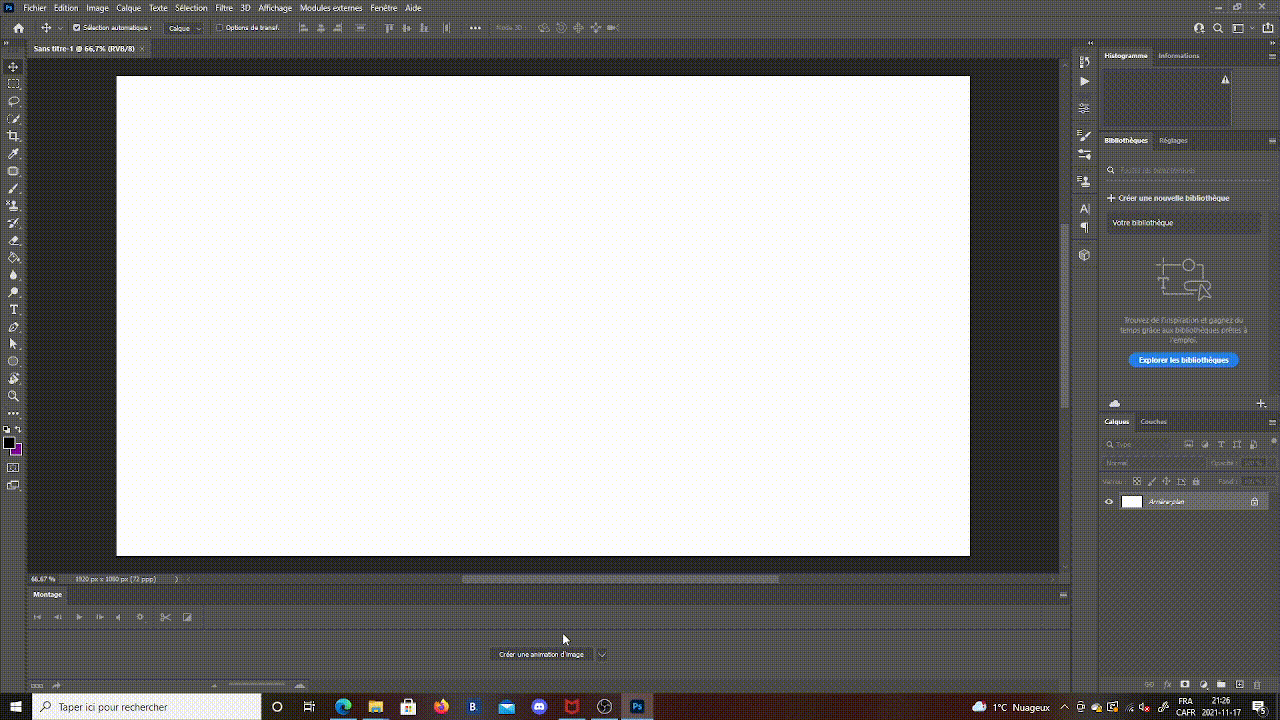 Ps Fichier Edition Image Calque Texte Sélection Filtre 3D Affichage Modules externes Fenêtre Aide
Sélection automatique : Calque Options de transf.
Sans titre-1 @ 66,7% (RVB/8) ×
Histogramme Informations
Bibliothèques Réglages
+ Créer une nouvelle bibliothèque
Votre bibliothèque
Trouvez de l'inspiration et gagnez du
temps grâce aux bibliothèques prêtes à
l'emploi.
Explorer les bibliothèques
Calques Couches
Type
Normal Opacité :
Fond :
Arrière-plan
66,67 % 1920 px x 1080 px (72 ppp)
Montage
Créer une animation d'image
Taper ici pour rechercher
1°C Nuageux
FRA
CAFR
21:26
2021-11-17